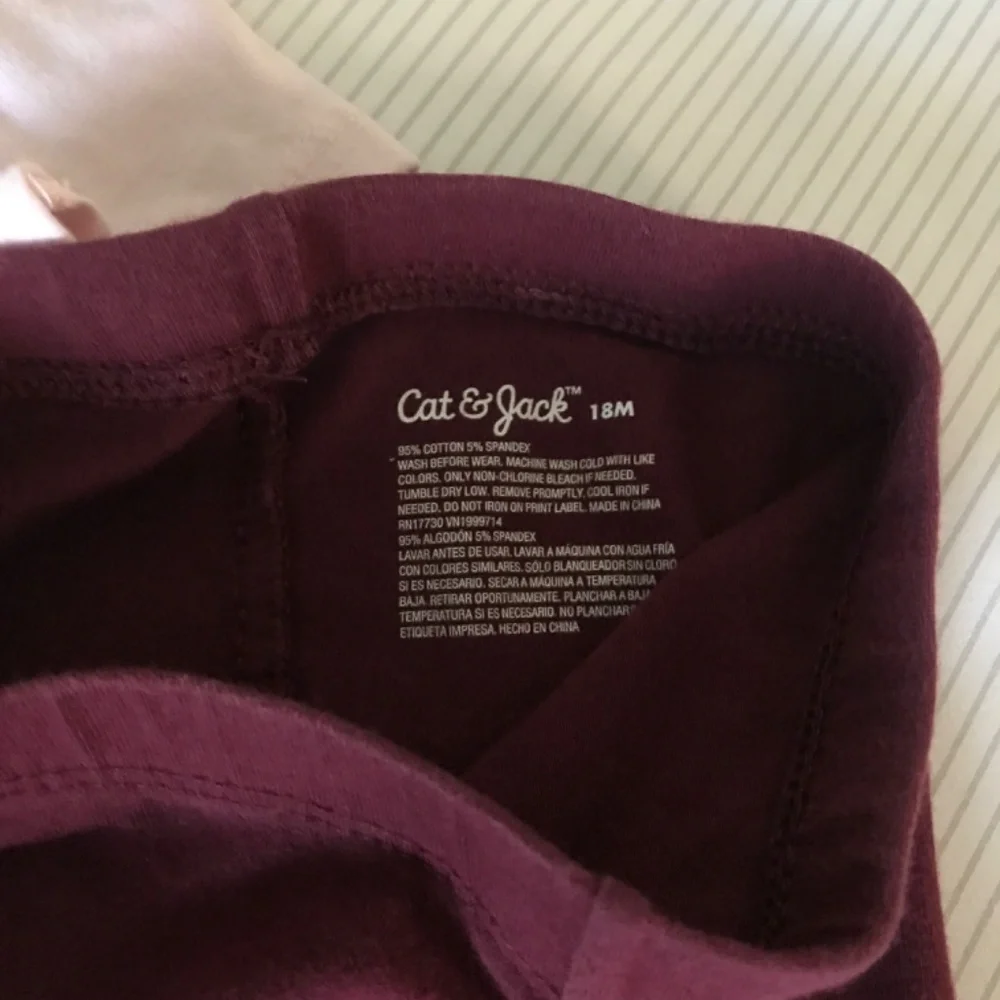 Cat & Jack™ 18M
95% COTTON 5% SPANDEX
WASH BEFORE WEAR. MACHINE WASH COLD WITH LIKE
COLORS. ONLY NON-CHLORINE BLEACH IF NEEDED.
TUMBLE DRY LOW. REMOVE PROMPTLY. COOL IRON IF
NEEDED. DO NOT IRON ON PRINT LABEL. MADE IN CHINA
RN17730 VN1999714
95% ALGODÓN 5% SPANDEX
LAVAR ANTES DE USAR. LAVAR A MÁQUINA CON AGUA FRÍA
CON COLORES SIMILARES. SÓLO BLANQUEADOR SIN CLORO
SI ES NECESARIO. SECAR A MÁQUINA A TEMPERATURA
BAJA. RETIRAR OPORTUNAMENTE. PLANCHAR A BAJA
TEMPERATURA SI ES NECESARIO. NO PLANCHAR
ETIQUETA IMPRESA. HECHO EN CHINA